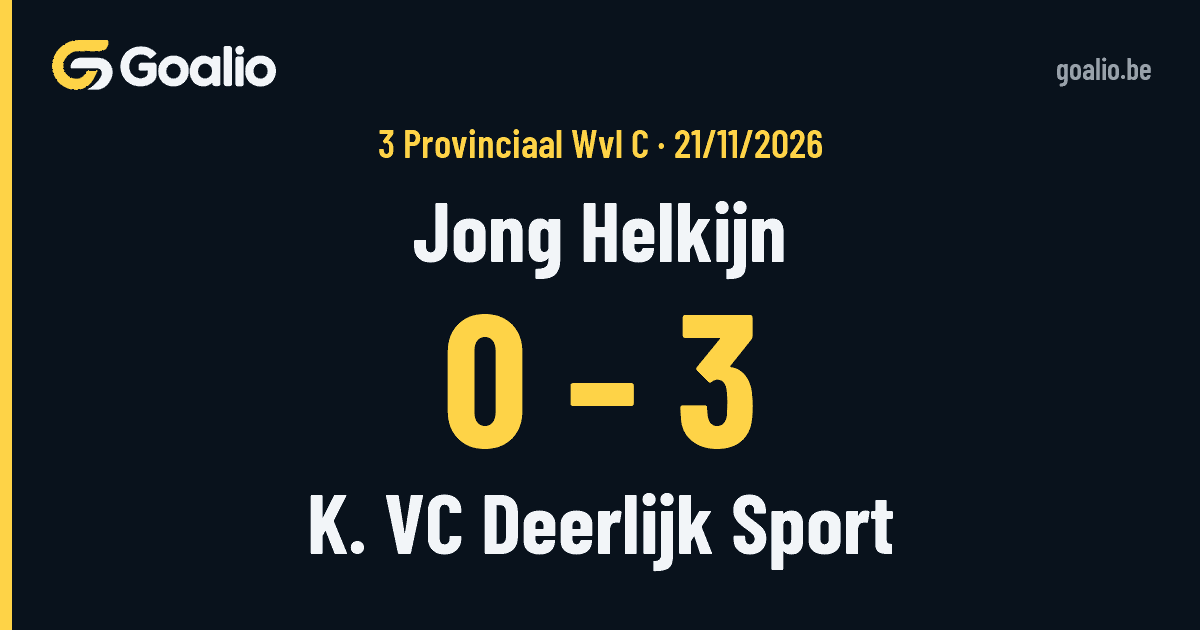 Goalio
goalio.be
3 Provinciaal Wvl C · 21/11/2026
Jong Helkijn
0 – 3
K. VC Deerlijk Sport